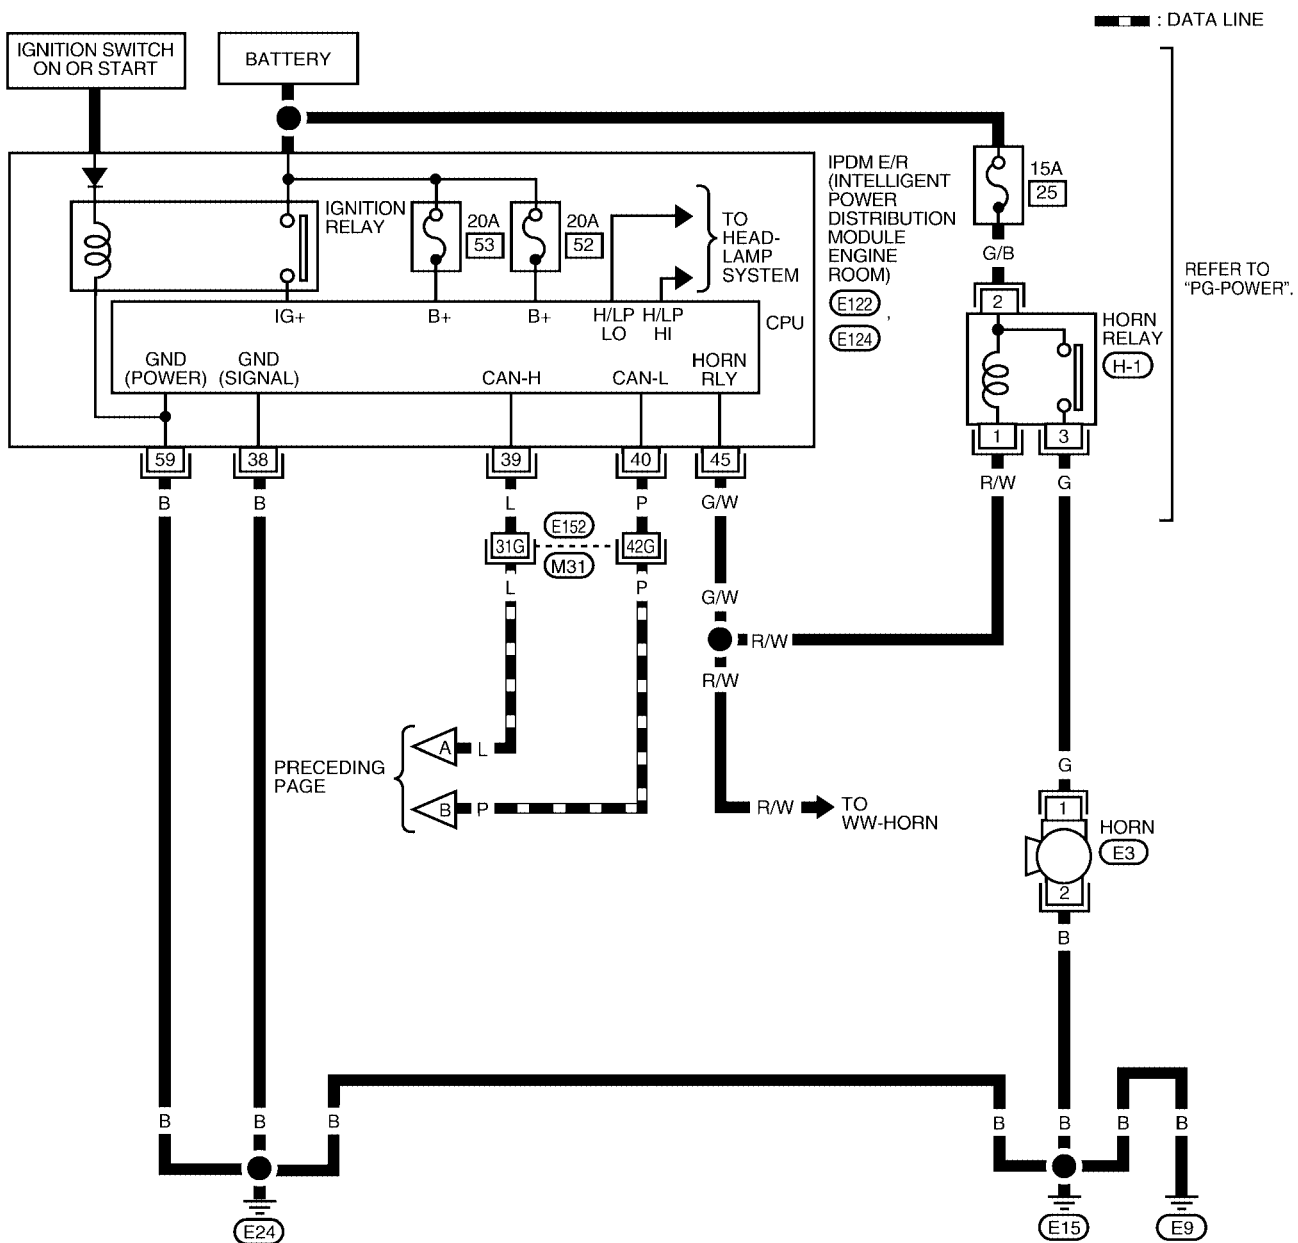 : DATA LINE
IGNITION SWITCH
ON OR START
BATTERY
15A
25
G/B
2
HORN
RELAY
H-1
1
3
R/W
G
REFER TO
"PG-POWER".
IPDM E/R
(INTELLIGENT
POWER
DISTRIBUTION
MODULE
ENGINE
ROOM)
E122 ,
E124
IGNITION
RELAY
20A
53
20A
52
TO
HEAD-
LAMP
SYSTEM
IG+
B+
B+
H/LP
LO
H/LP
HI
CPU
GND
(POWER)
GND
(SIGNAL)
CAN-H
CAN-L
HORN
RLY
59
38
39
40
45
B
B
L
P
G/W
E152
31G
42G
M31
L
P
G/W
R/W
R/W
PRECEDING
PAGE
A
L
B
P
R/W
TO
WW-HORN
G
1
HORN
E3
2
B
B
B
B
B
B
B
B
E24
E15
E9